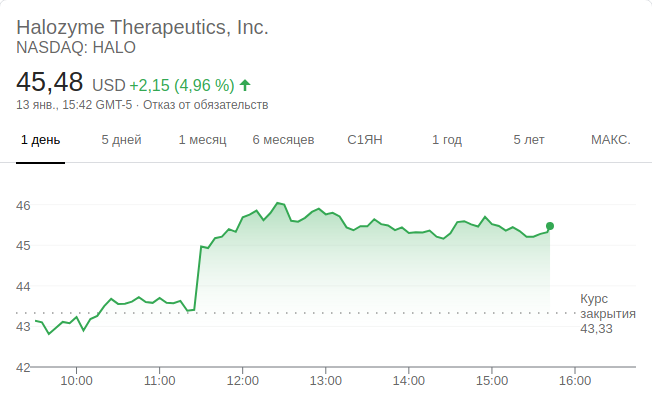 Halozyme Therapeutics, Inc.
NASDAQ: HALO
45,48 USD +2,15 (4,96 %)
13 янв., 15:42 GMT-5 · Отказ от обязательств
1 день 5 дней 1 месяц 6 месяцев С1ЯН 1 год 5 лет МАКС.
46
45
44
43
42
Курс
закрытия
43,33
10:00 11:00 12:00 13:00 14:00 15:00 16:00